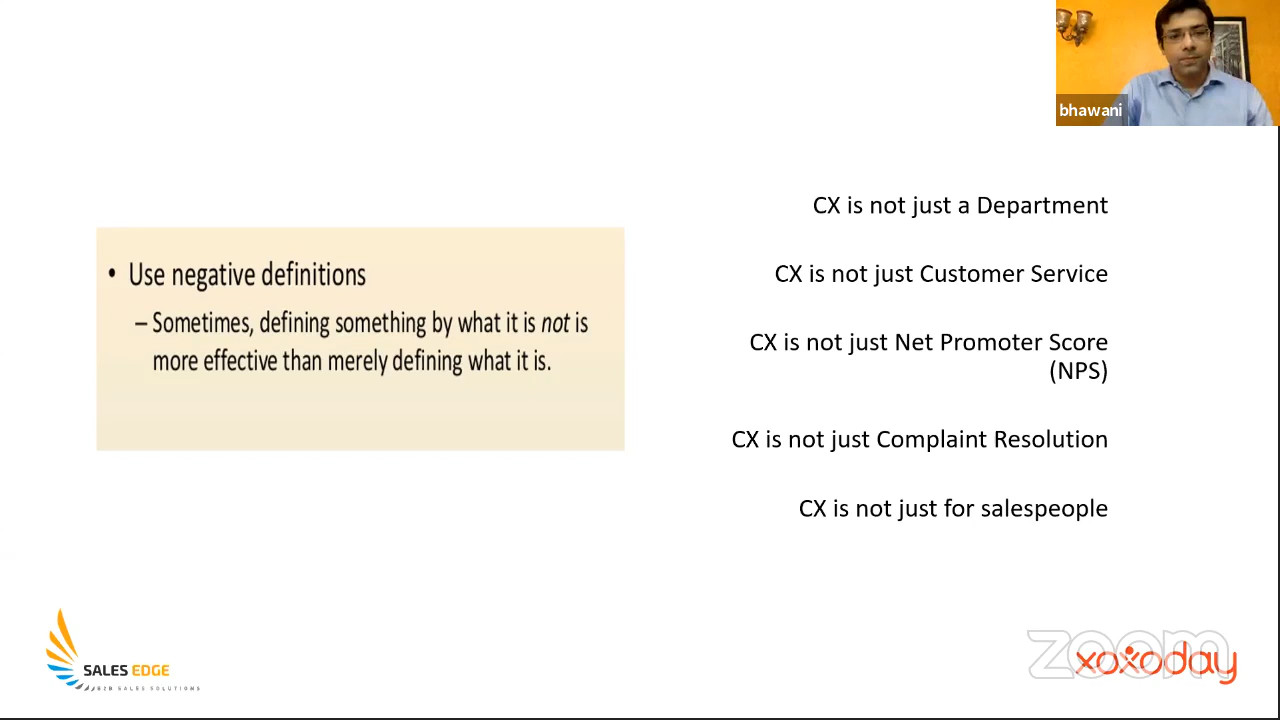 bhawani
• Use negative definitions
– Sometimes, defining something by what it is not is
more effective than merely defining what it is.
CX is not just a Department
CX is not just Customer Service
CX is not just Net Promoter Score
(NPS)
CX is not just Complaint Resolution
CX is not just for salespeople
SALES EDGE
B2B SALES SOLUTIONS
zoom
xoxoday